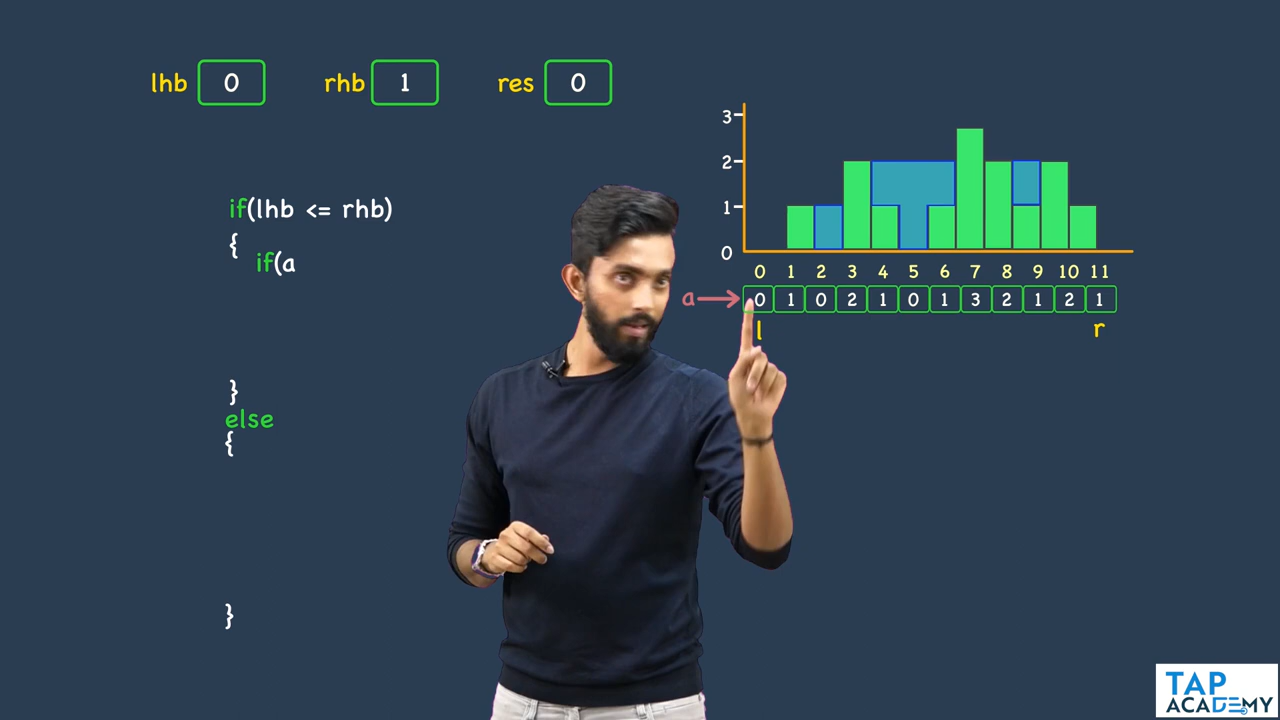 lhb 0 rhb 1 res 0
if(lhb <= rhb)
{
if(a
}
else
{
}
3
2
1
0
0 1 2 3 4 5 6 7 8 9 10 11
a 0 1 0 2 1 0 1 3 2 1 2 1
l r
TAP
ACADEMY